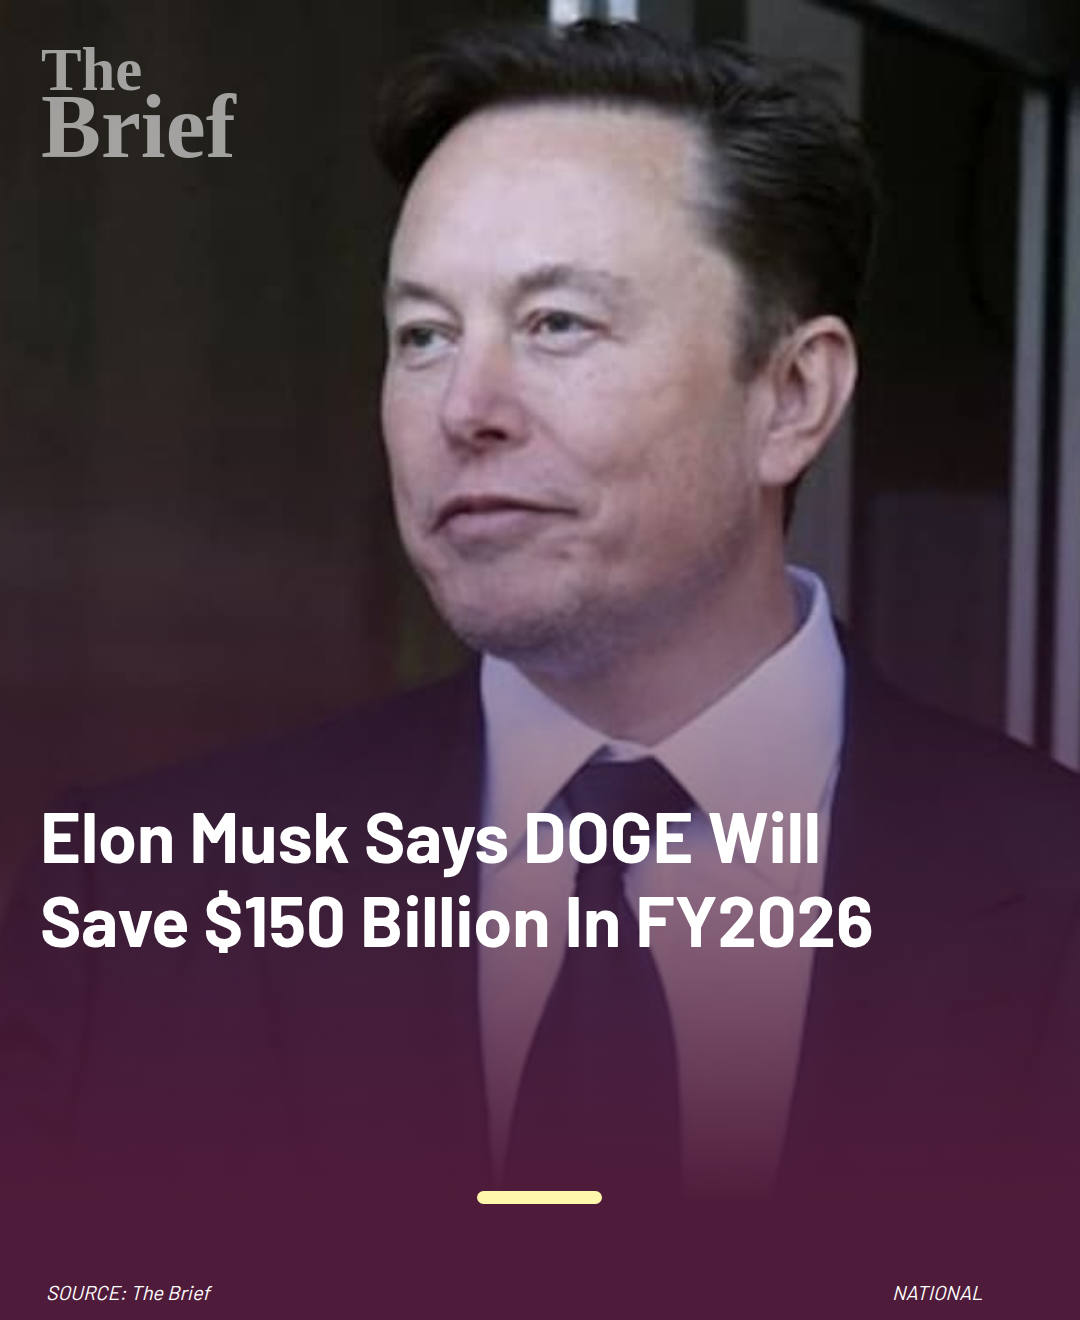 The
Brief
Elon Musk Says DOGE Will
Save $150 Billion In FY2026
SOURCE: The Brief
NATIONAL